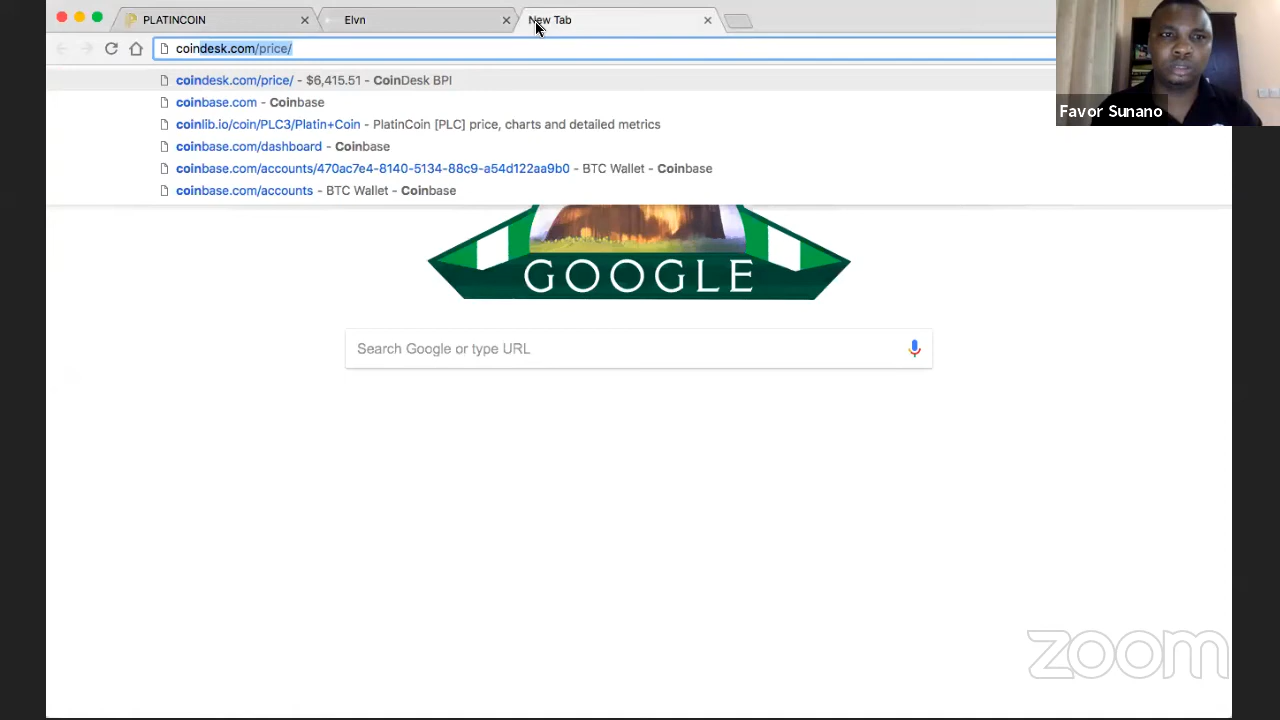 PLATINCOIN
Elvn
New Tab
coindesk.com/price/
coindesk.com/price/ - $6,415.51 - CoinDesk BPI
coinbase.com - Coinbase
coinlib.io/coin/PLC3/Platin+Coin - PlatinCoin [PLC] price, charts and detailed metrics
coinbase.com/dashboard - Coinbase
coinbase.com/accounts/470ac7e4-8140-5134-88c9-a54d122aa9b0 - BTC Wallet - Coinbase
coinbase.com/accounts - BTC Wallet - Coinbase
Favor Sunano
GOOGLE
Search Google or type URL
zoom